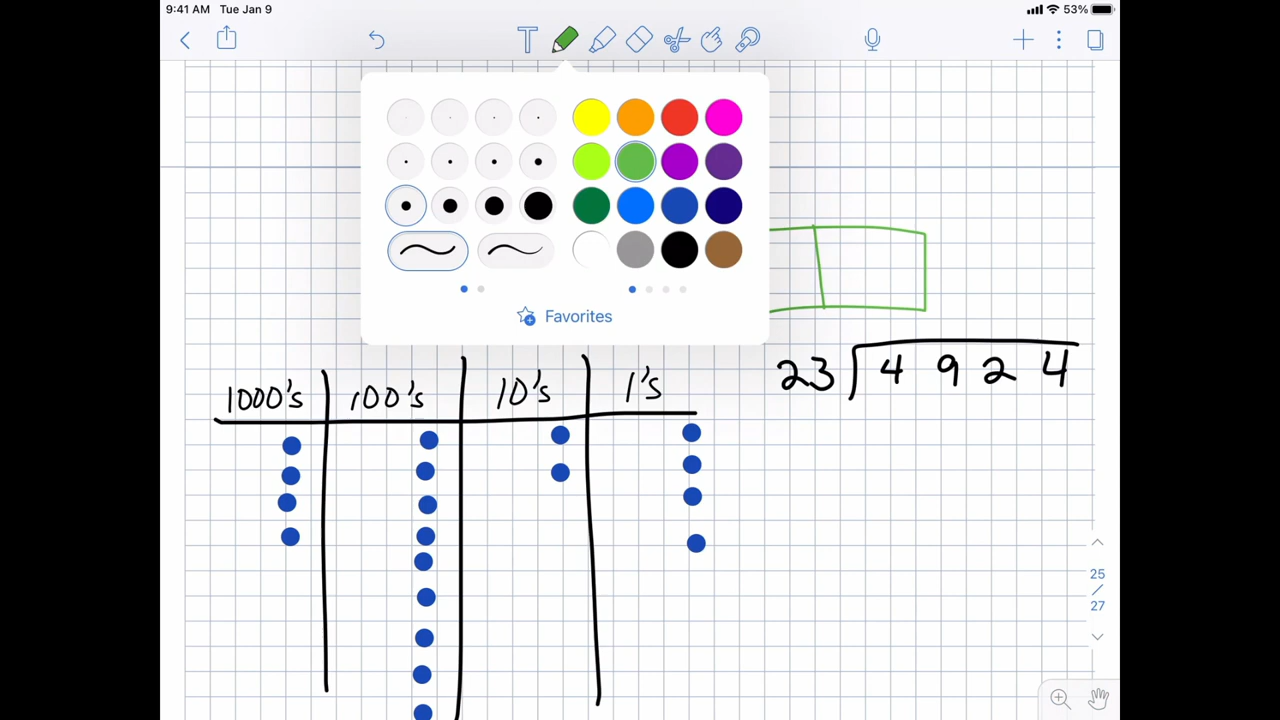 9:41 AM Tue Jan 9 53%
T
Favorites
23 4 9 2 4
1000's 100's 10's 1's
25
/
27